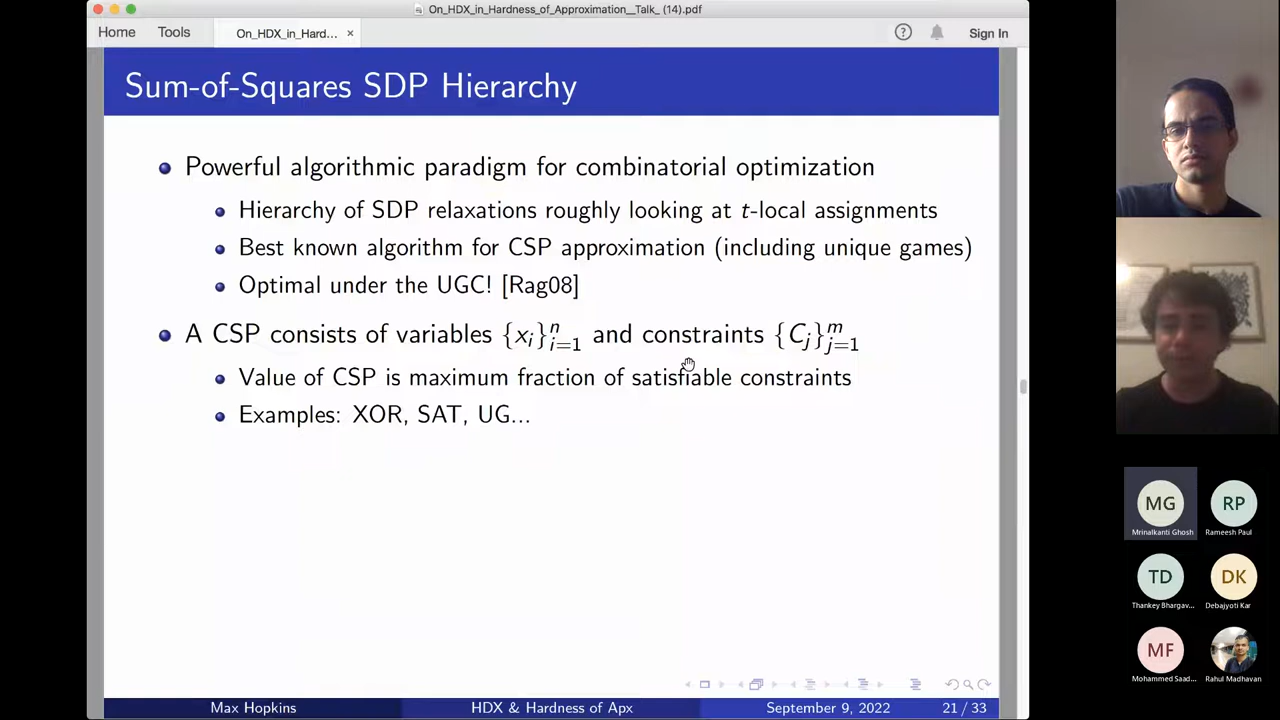 On_HDX_in_Hardness_of_Approximation__Talk_ (14).pdf
Home Tools On_HDX_in_Hard... × Sign In
Sum-of-Squares SDP Hierarchy
Powerful algorithmic paradigm for combinatorial optimization
Hierarchy of SDP relaxations roughly looking at t-local assignments
Best known algorithm for CSP approximation (including unique games)
Optimal under the UGC! [Rag08]
A CSP consists of variables {x_i}_{i=1}^n and constraints {C_j}_{j=1}^m
Value of CSP is maximum fraction of satisfiable constraints
Examples: XOR, SAT, UG...
Max Hopkins HDX & Hardness of Apx September 9, 2022 21 / 33
MG RP
Mrinalkanti Ghosh Rameesh Paul
TD DK
Thankey Bhargav... Debajyoti Kar
MF
Mohammed Saad... Rahul Madhavan